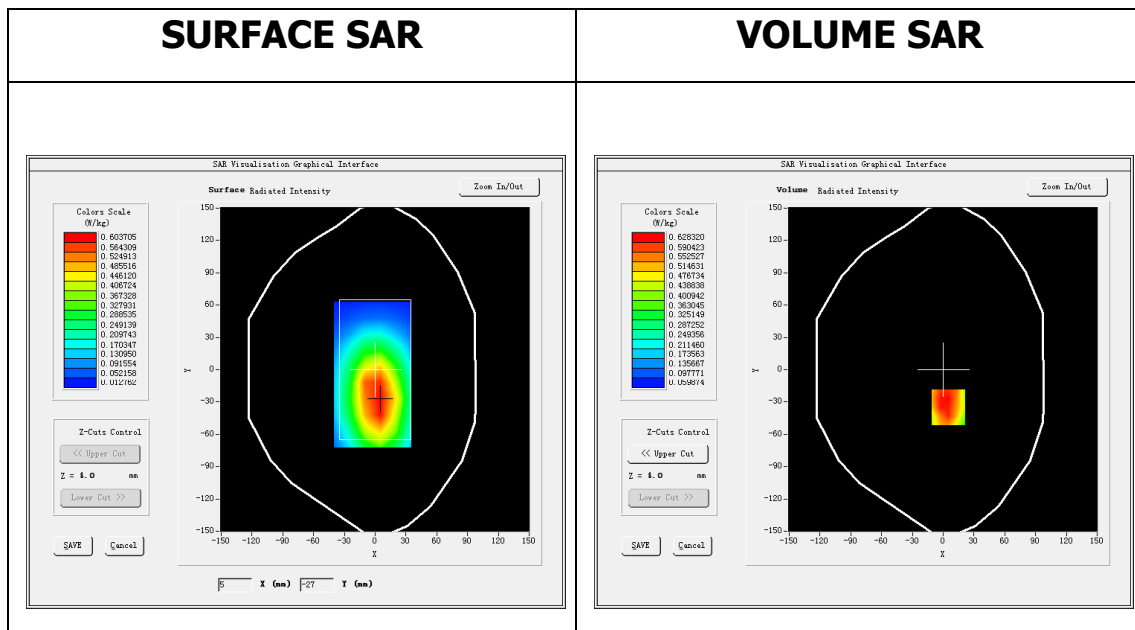 SURFACE SAR
SAR Visualisation Graphical Interface
Surface Radiated Intensity
Zoom In/Out
Colors Scale
(W/kg)
0.603705
0.564309
0.524913
0.485516
0.446120
0.406724
0.367328
0.327931
0.288535
0.249139
0.209743
0.170347
0.130950
0.091554
0.052158
0.012762
Z-Cuts Control
<< Upper Cut
Z = 4.0 mm
Lower Cut >>
SAVE Cancel
150
120
90
60
30
0
-30
-60
-90
-120
-150
Y
-150 -120 -90 -60 -30 0 30 60 90 120 150
X
5 X (mm) -27 Y (mm)
VOLUME SAR
SAR Visualisation Graphical Interface
Volume Radiated Intensity
Zoom In/Out
Colors Scale
(W/kg)
0.628320
0.590423
0.552527
0.514631
0.476734
0.438838
0.400942
0.363045
0.325149
0.287252
0.249356
0.211460
0.173563
0.135667
0.097771
0.059874
Z-Cuts Control
<< Upper Cut
Z = 4.0 mm
Lower Cut >>
SAVE Cancel
150
120
90
60
30
0
-30
-60
-90
-120
-150
Y
-150 -120 -90 -60 -30 0 30 60 90 120 150
X